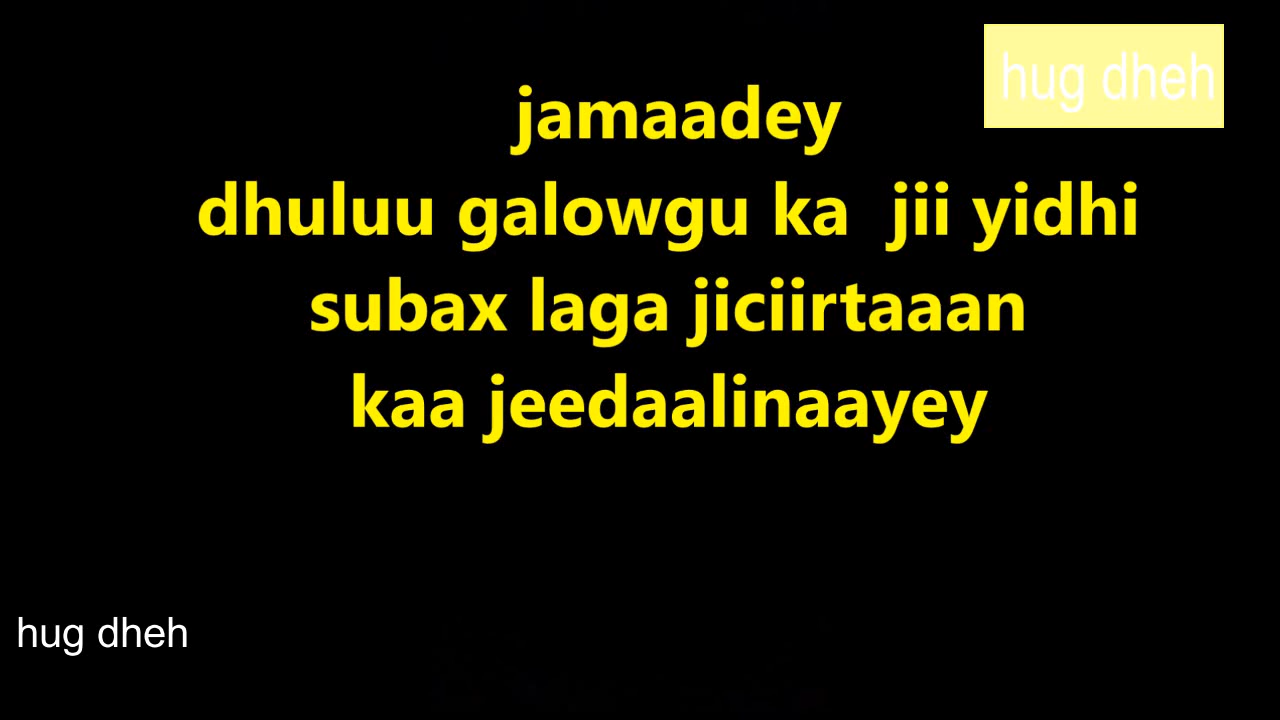 hug dheh
jamaadey
dhuluu galowgu ka  jii yidhi
subax laga jiciirtaaan
kaa jeedaalinaayey
hug dheh